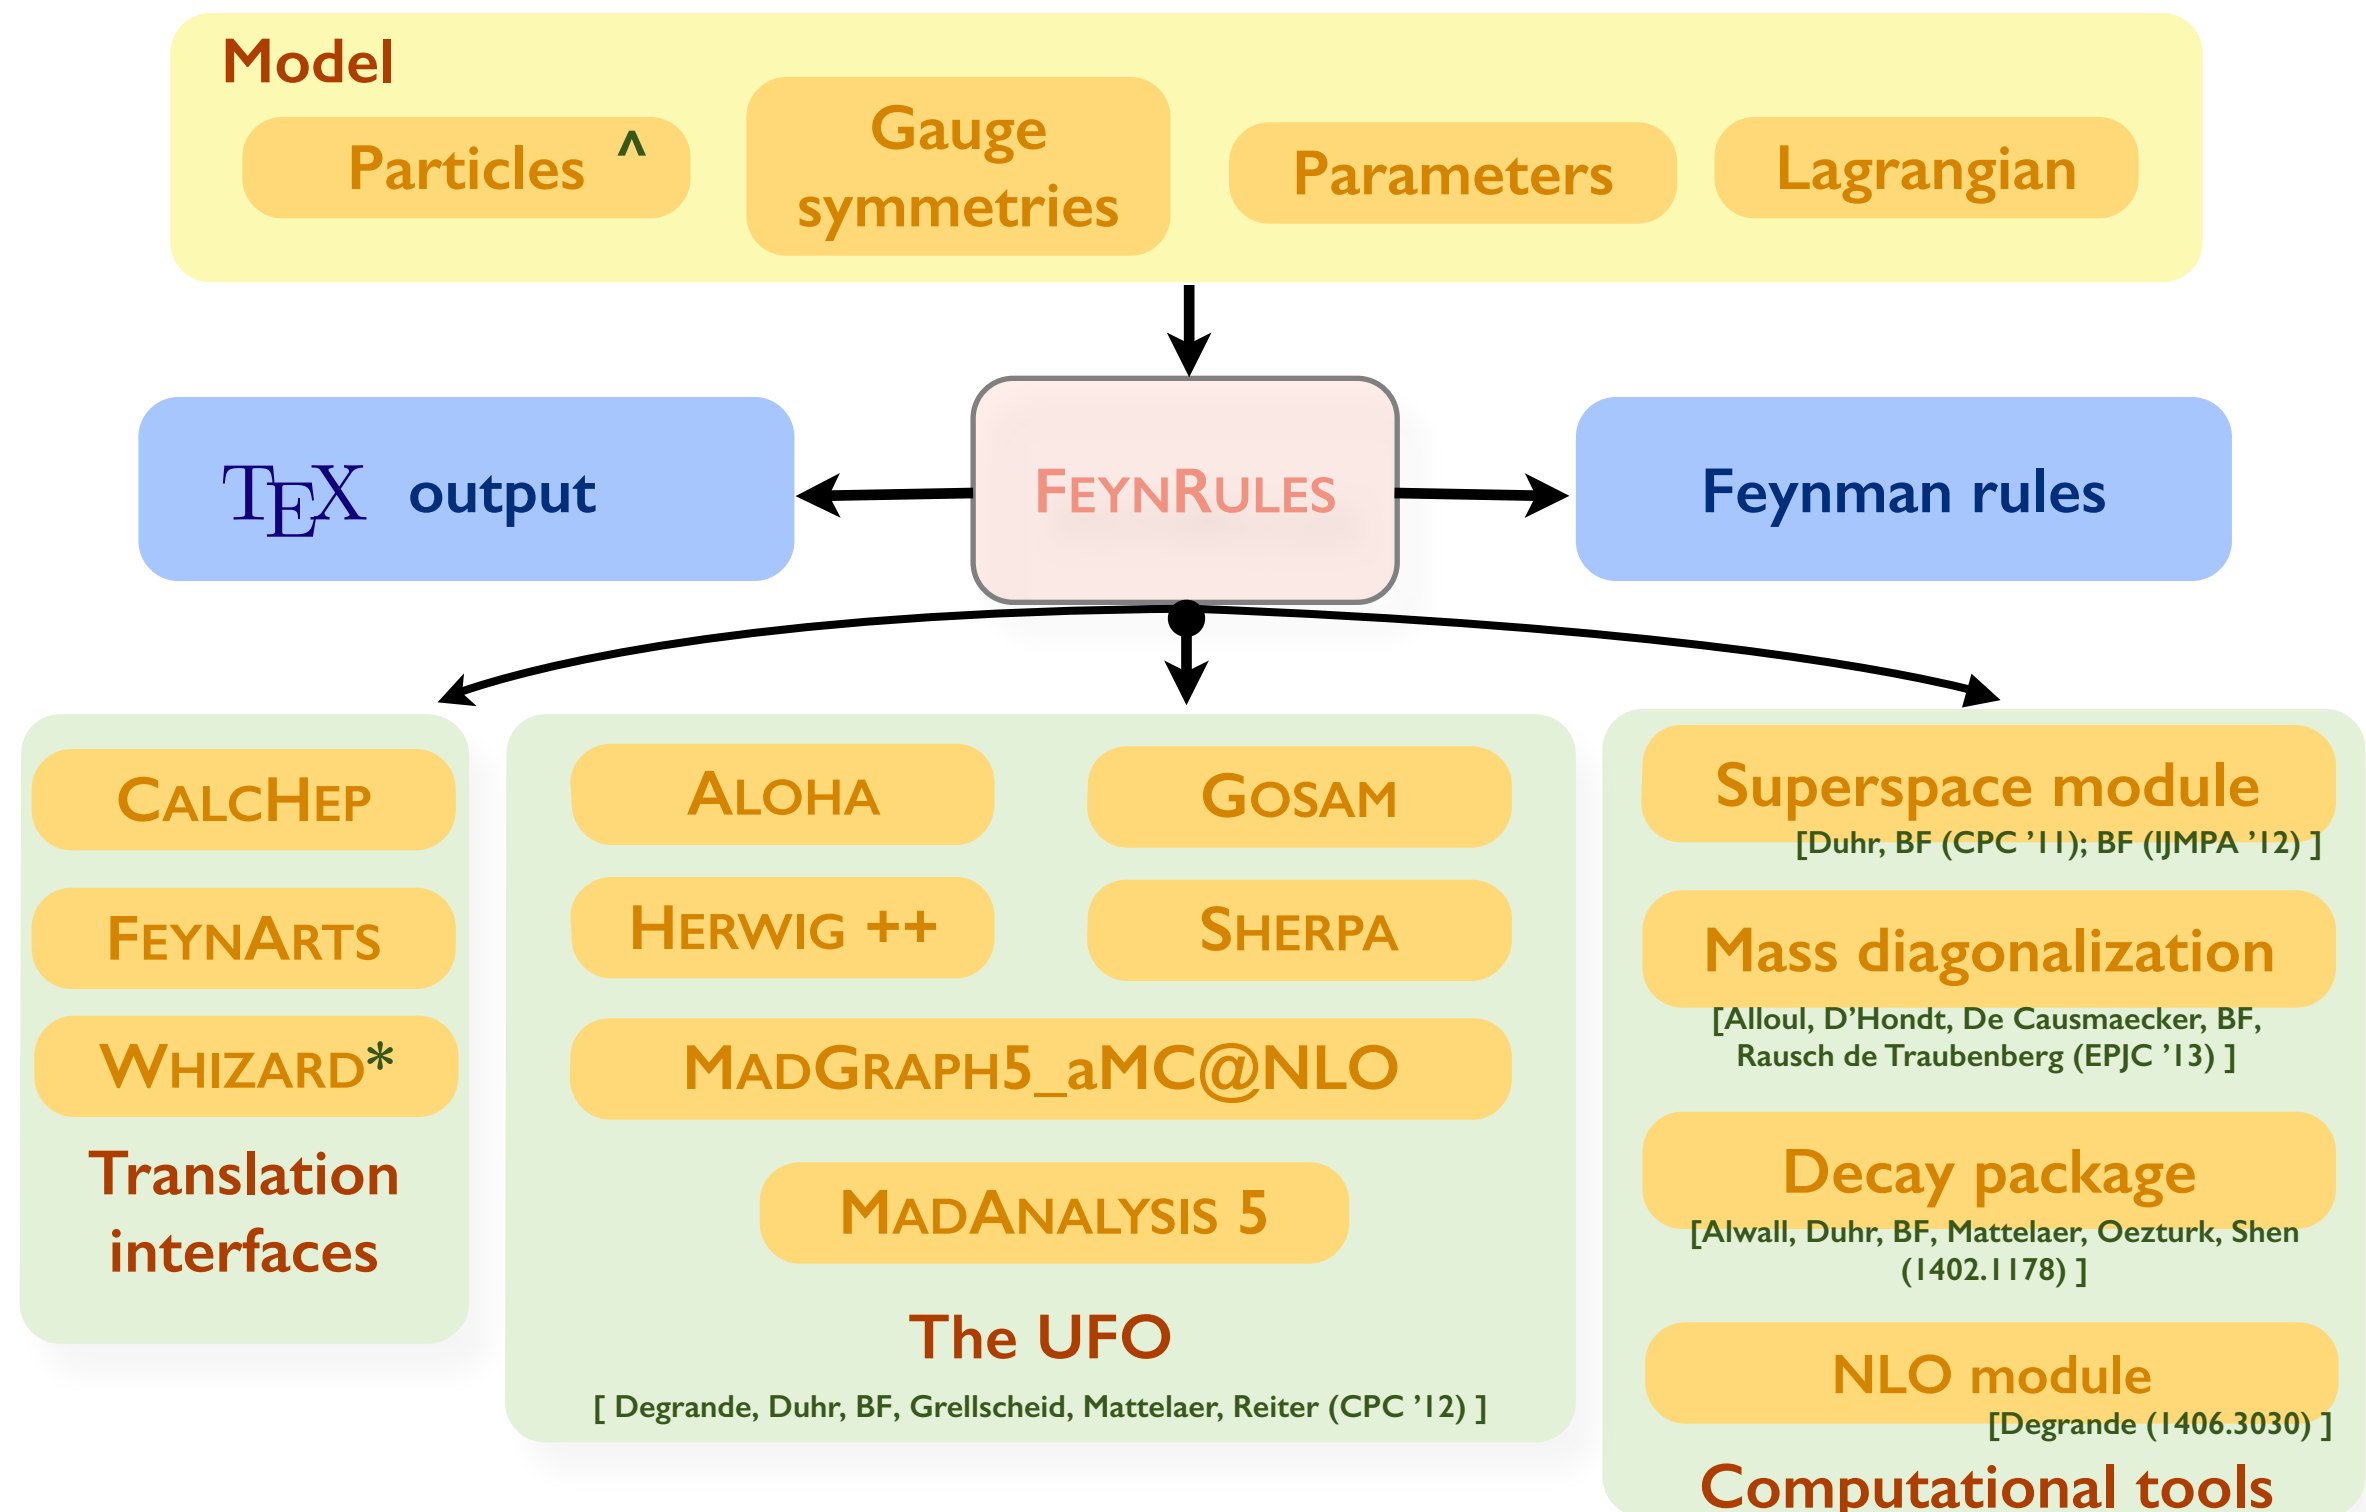 Model
Particles ^
Gauge
symmetries
Parameters
Lagrangian
TEX output
FEYNRULES
Feynman rules
CALCHEP
FEYNARTS
WHIZARD*
Translation
interfaces
ALOHA
GOSAM
HERWIG ++
SHERPA
MADGRAPH5_aMC@NLO
MADANALYSIS 5
The UFO
[ Degrande, Duhr, BF, Grellscheid, Mattelaer, Reiter (CPC ’12) ]
Superspace module
[Duhr, BF (CPC ’11); BF (IJMPA ’12) ]
Mass diagonalization
[Alloul, D’Hondt, De Causmaecker, BF,
Rausch de Traubenberg (EPJC ’13) ]
Decay package
[Alwall, Duhr, BF, Mattelaer, Oezturk, Shen
(1402.1178) ]
NLO module
[Degrande (1406.3030) ]
Computational tools